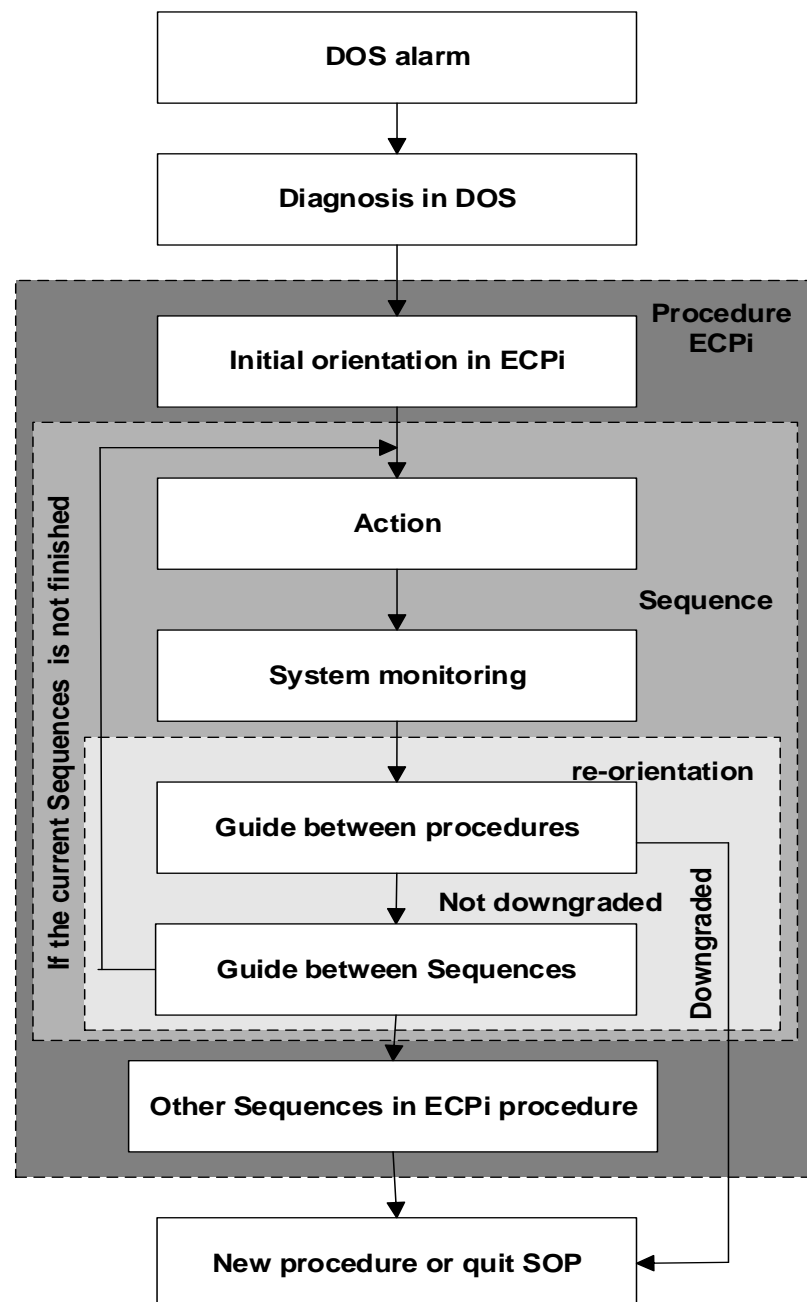 DOS alarm
Diagnosis in DOS
Procedure
ECPi
Initial orientation in ECPi
If the current Sequences is not finished
Action
Sequence
System monitoring
re-orientation
Guide between procedures
Not downgraded
Downgraded
Guide between Sequences
Other Sequences in ECPi procedure
New procedure or quit SOP